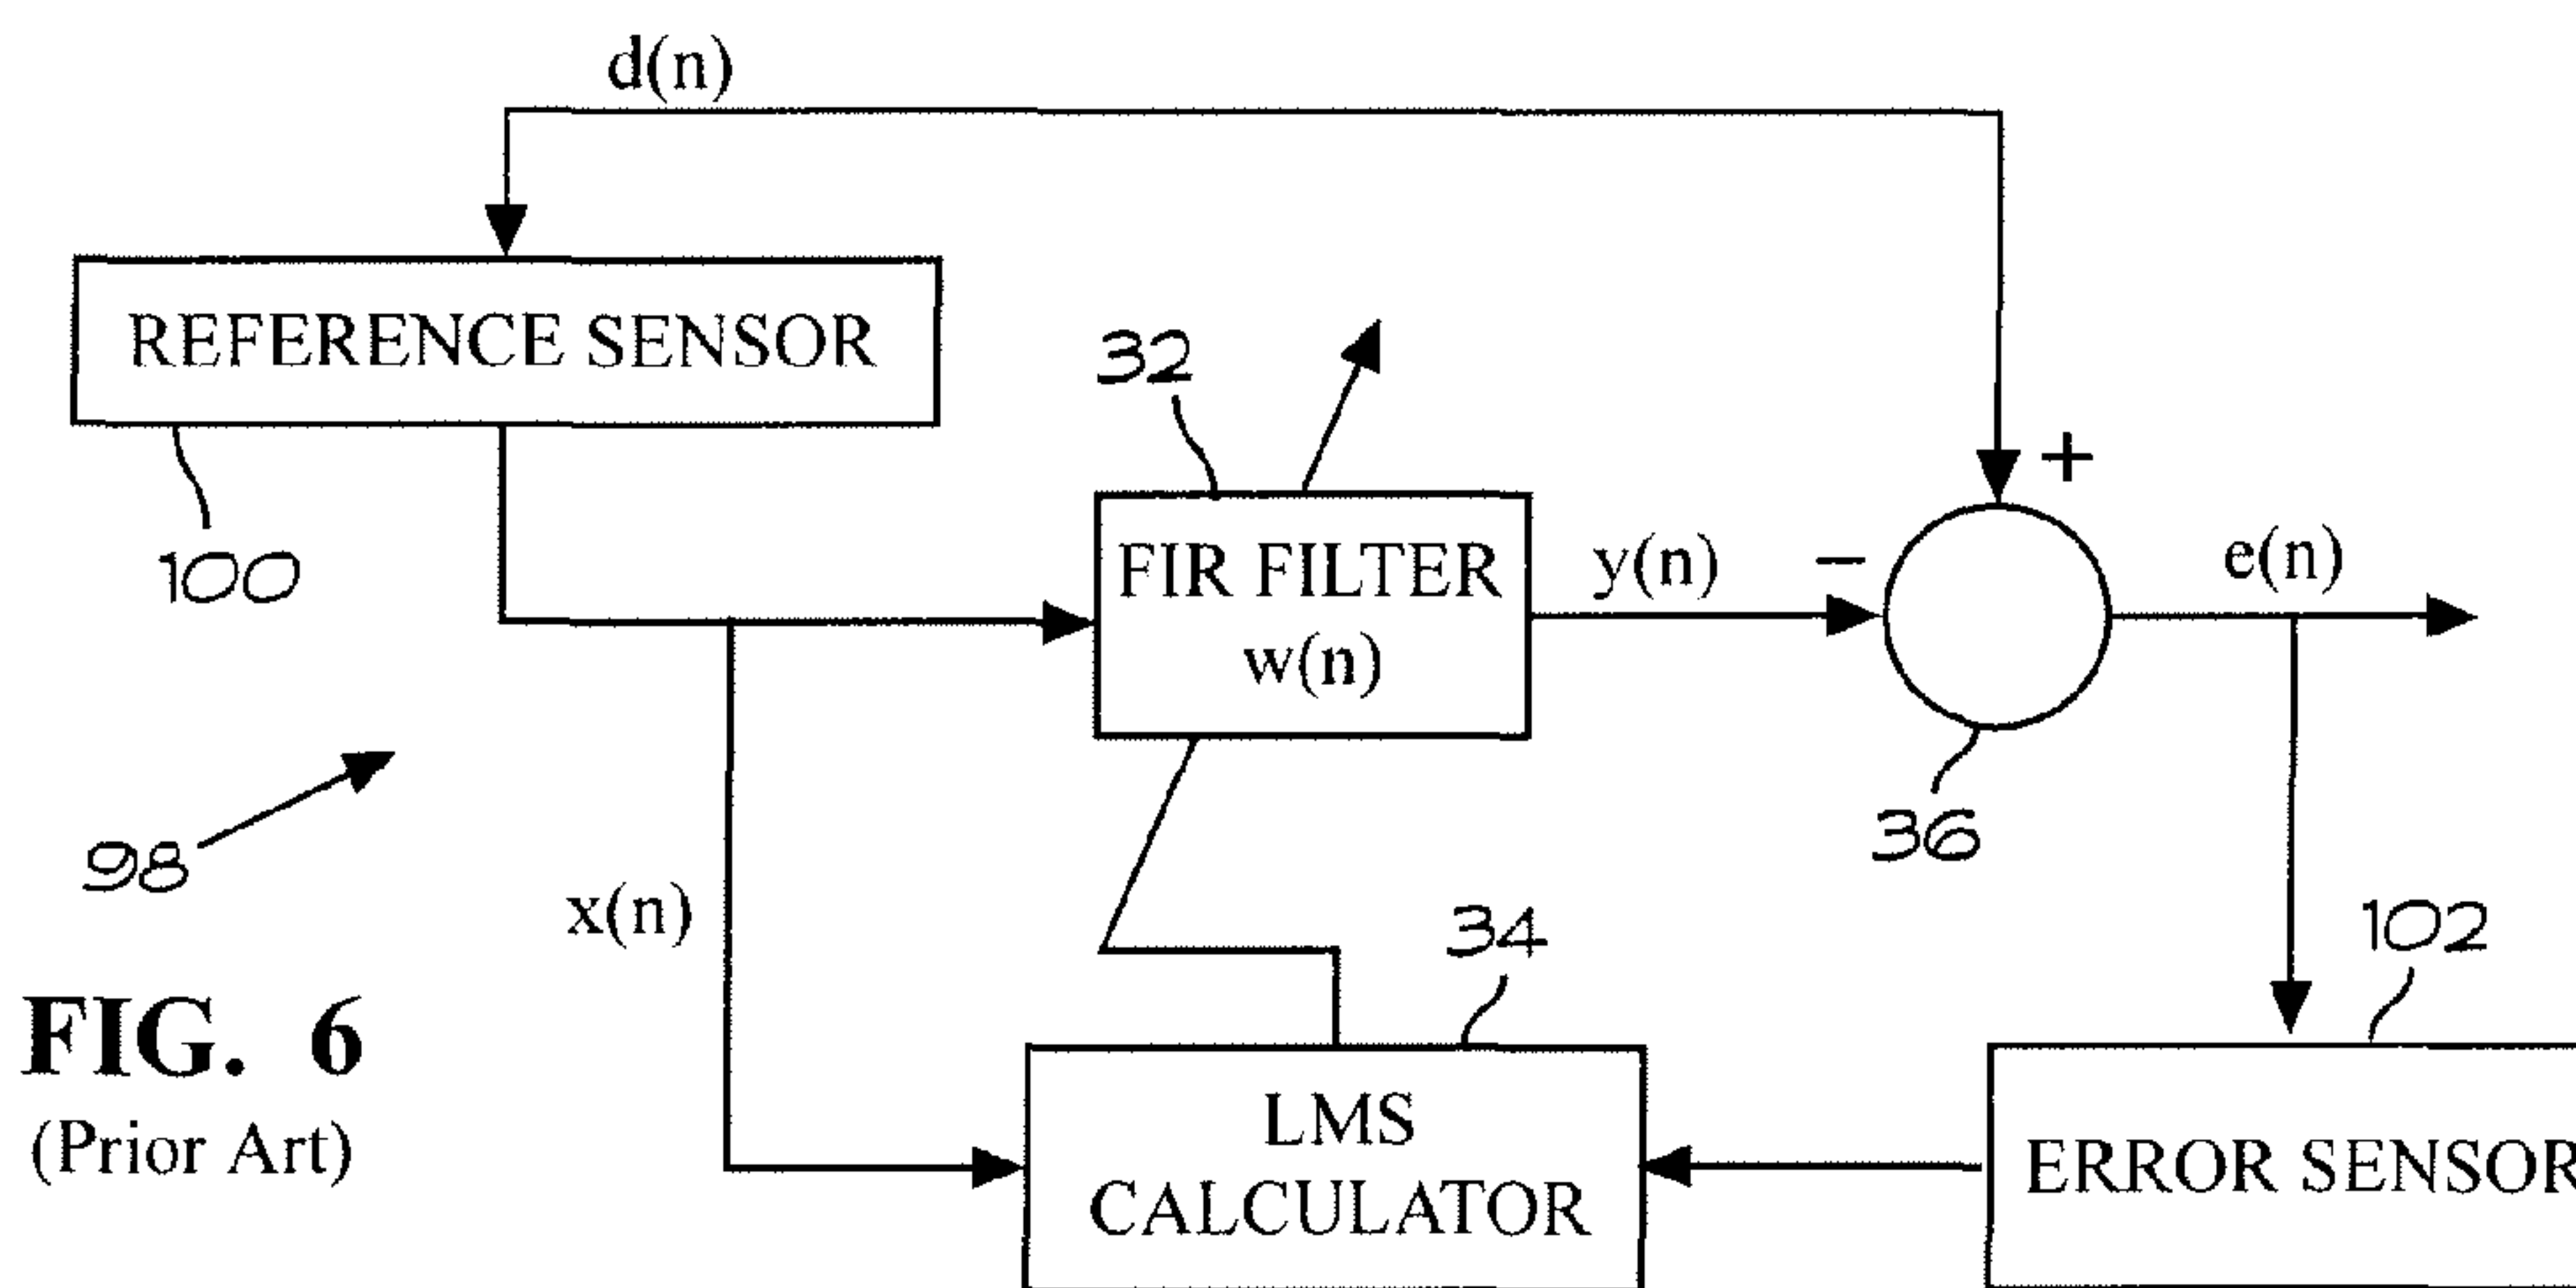 d(n)
REFERENCE SENSOR
100
32
FIR FILTER
w(n)
y(n)
−
+
e(n)
36
98
x(n)
34
102
FIG. 6
(Prior Art)
LMS
CALCULATOR
ERROR SENSOR